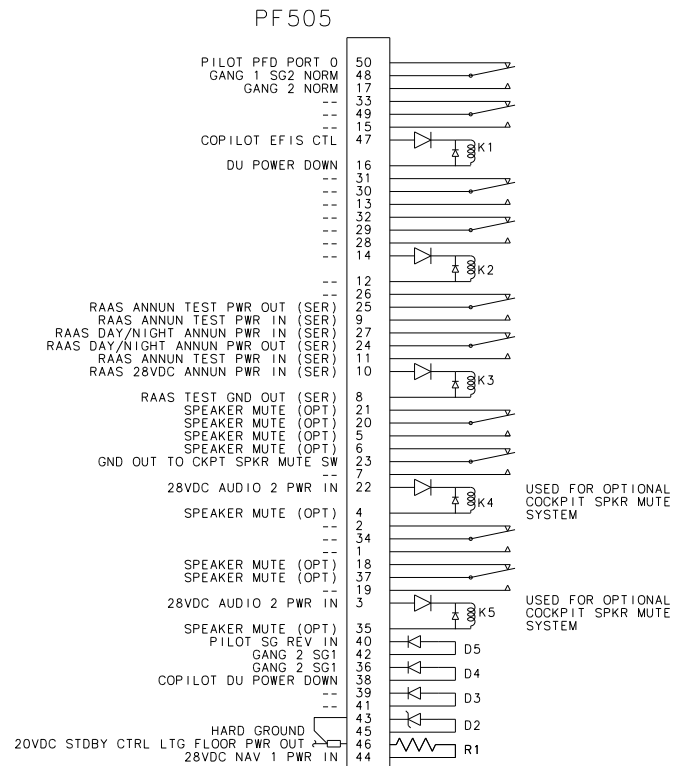 PF505
PILOT PFD PORT 0 50
GANG 1 SG2 NORM 48
GANG 2 NORM 17
-- 33
-- 49
-- 15
COPILOT EFIS CTL 47
K1
DU POWER DOWN 16
-- 31
-- 30
-- 13
-- 32
-- 29
-- 28
-- 14
K2
-- 12
-- 26
RAAS ANNUN TEST PWR OUT (SER) 25
RAAS ANNUN TEST PWR IN (SER) 9
RAAS DAY/NIGHT ANNUN PWR IN (SER) 27
RAAS DAY/NIGHT ANNUN PWR OUT (SER) 24
RAAS ANNUN TEST PWR IN (SER) 11
RAAS 28VDC ANNUN PWR IN (SER) 10
K3
RAAS TEST GND OUT (SER) 8
SPEAKER MUTE (OPT) 21
SPEAKER MUTE (OPT) 20
SPEAKER MUTE (OPT) 5
SPEAKER MUTE (OPT) 6
GND OUT TO CKPT SPKR MUTE SW 23
-- 7
28VDC AUDIO 2 PWR IN 22
K4
USED FOR OPTIONAL
COCKPIT SPKR MUTE
SYSTEM
SPEAKER MUTE (OPT) 4
-- 2
-- 34
-- 1
SPEAKER MUTE (OPT) 18
SPEAKER MUTE (OPT) 37
-- 19
28VDC AUDIO 2 PWR IN 3
K5
USED FOR OPTIONAL
COCKPIT SPKR MUTE
SYSTEM
SPEAKER MUTE (OPT) 35
PILOT SG REV IN 40
GANG 2 SG1 42
D5
GANG 2 SG1 36
COPILOT DU POWER DOWN 38
D4
-- 39
-- 41
D3
43
HARD GROUND 45
D2
20VDC STDBY CTRL LTG FLOOR PWR OUT 46
28VDC NAV 1 PWR IN 44
R1